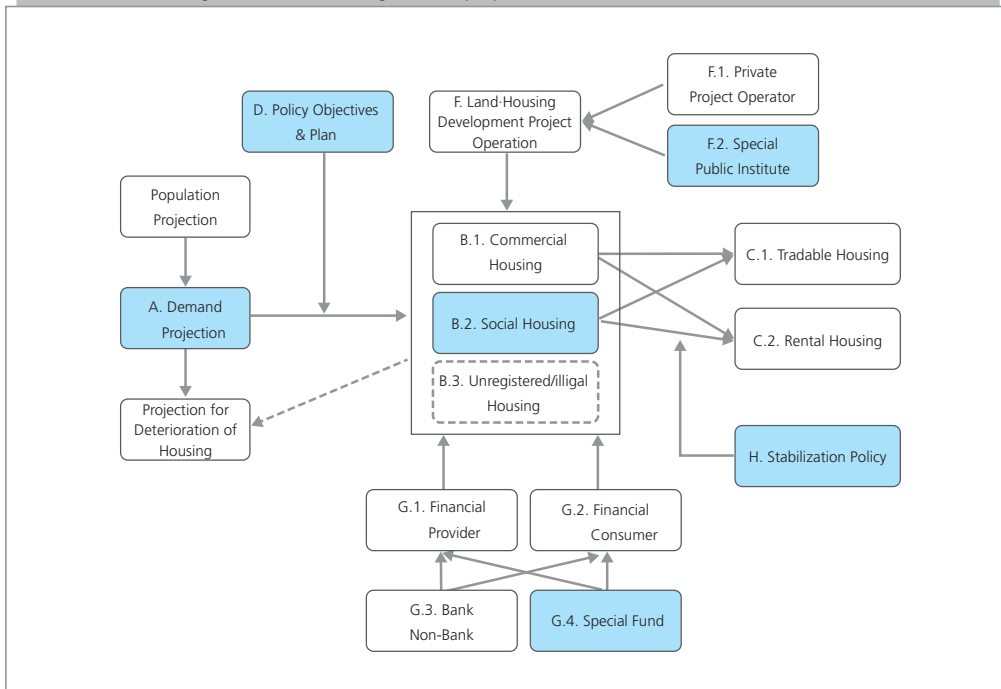 F.1. Private
Project Operator
D. Policy Objectives
& Plan
F. Land·Housing
Development Project
Operation
F.2. Special
Public Institute
Population
Projection
B.1. Commercial
Housing
C.1. Tradable Housing
A. Demand
Projection
B.2. Social Housing
C.2. Rental Housing
B.3. Unregistered/illigal
Housing
Projection for
Deterioration of
Housing
H. Stabilization Policy
G.1. Financial
Provider
G.2. Financial
Consumer
G.3. Bank
Non-Bank
G.4. Special Fund